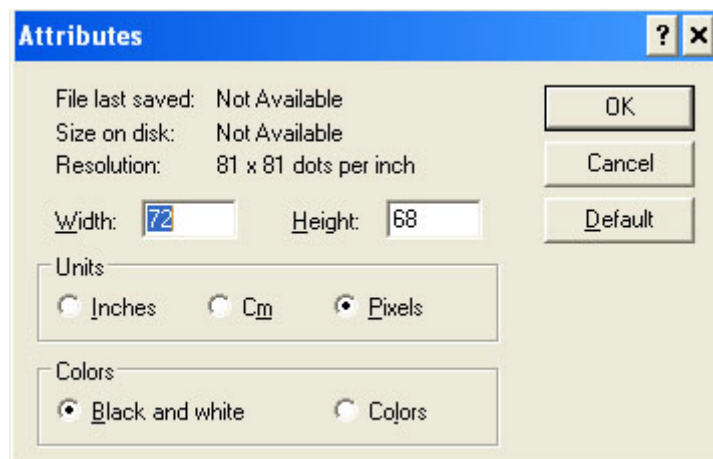 Attributes
File last saved: Not Available
OK
Size on disk: Not Available
Resolution: 81 x 81 dots per inch
Cancel
Width: 72 Height: 68
Default
Units
Inches Cm Pixels
Colors
Black and white Colors